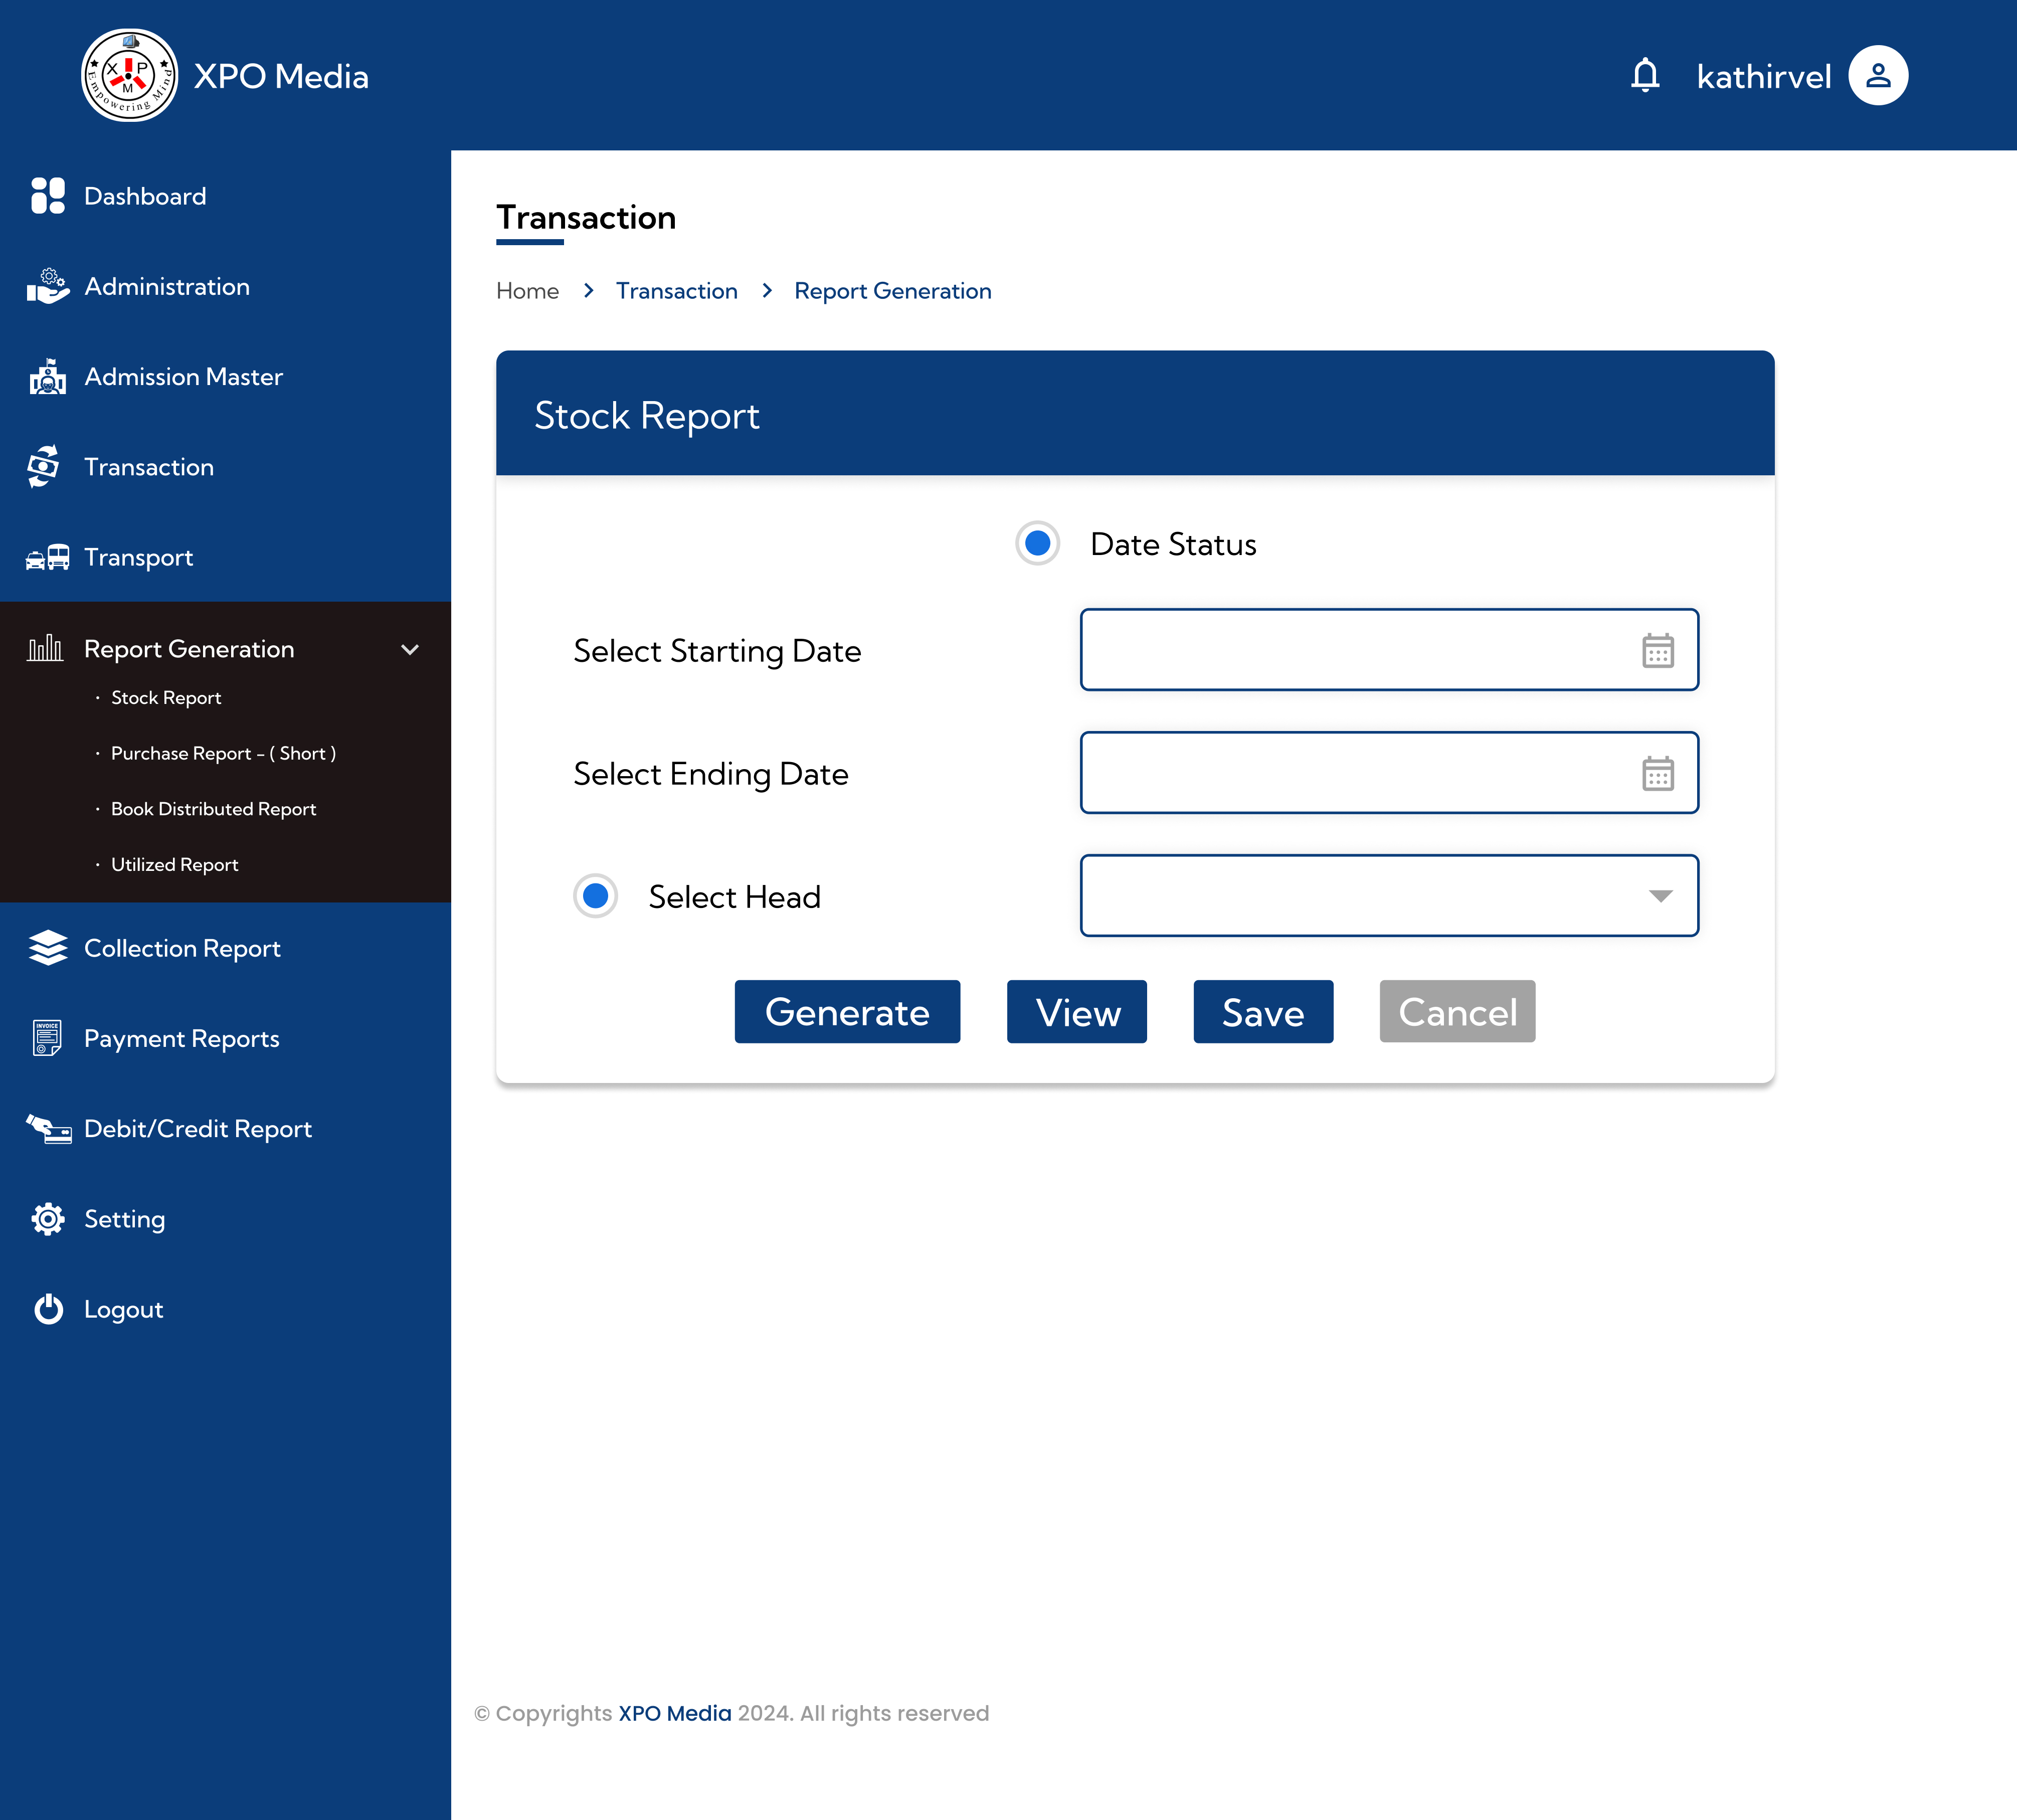 X P M
Empowering Mind
XPO Media
kathirvel
Dashboard
Administration
Admission Master
Transaction
Transport
Report Generation
· Stock Report
· Purchase Report - ( Short )
· Book Distributed Report
· Utilized Report
Collection Report
INVOICE
Payment Reports
Debit/Credit Report
Setting
Logout
Transaction
Home > Transaction > Report Generation
Stock Report
Date Status
Select Starting Date
Select Ending Date
Select Head
Generate View Save Cancel
© Copyrights XPO Media 2024. All rights reserved